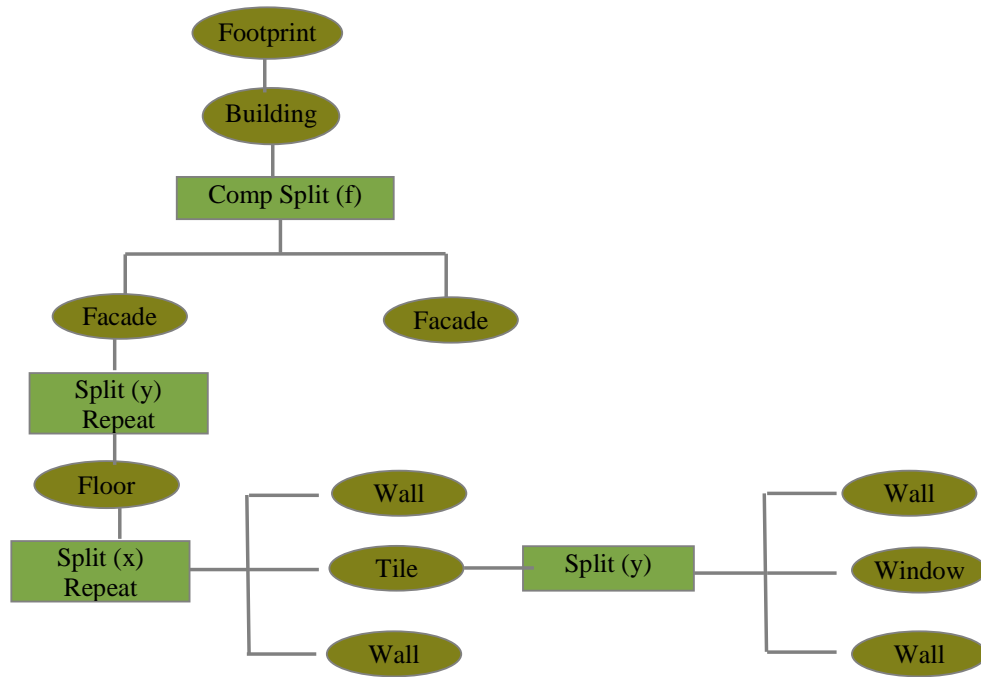 Footprint
Building
Comp Split (f)
Facade
Facade
Split (y)
Repeat
Floor
Split (x)
Repeat
Wall
Tile
Wall
Split (y)
Wall
Window
Wall